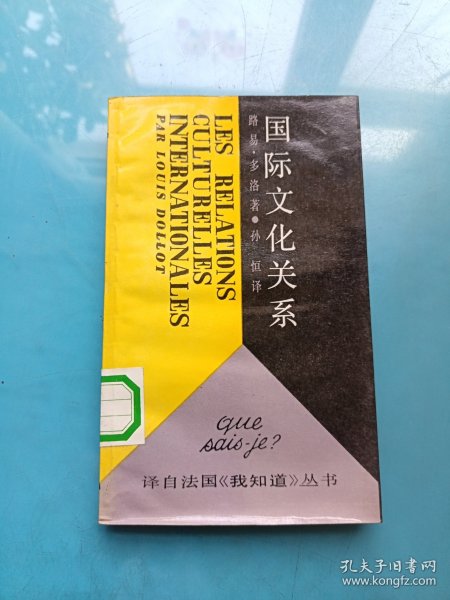 国际文化关系
路易·多洛著●孙恒译
LES RELATIONS
CULTURELLES
INTERNATIONALES
PAR LOUIS DOLLOT
que
sais-je?
译自法国《我知道》丛书
孔夫子旧书网
www.kongfz.com